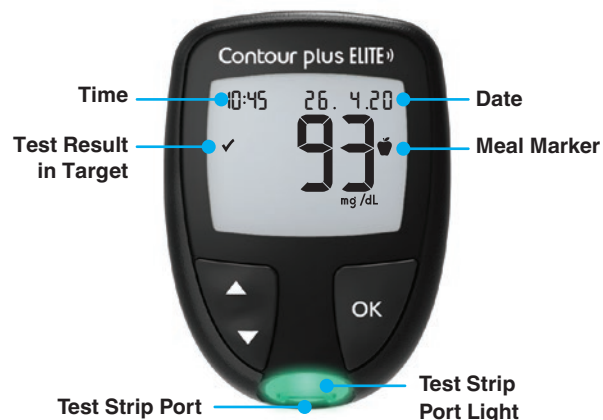 Contour plus ELITE
Time
10:45
26. 4.20
Date
Test Result
in Target
✓
93
Meal Marker
mg /dL
OK
Test Strip Port
Test Strip
Port Light